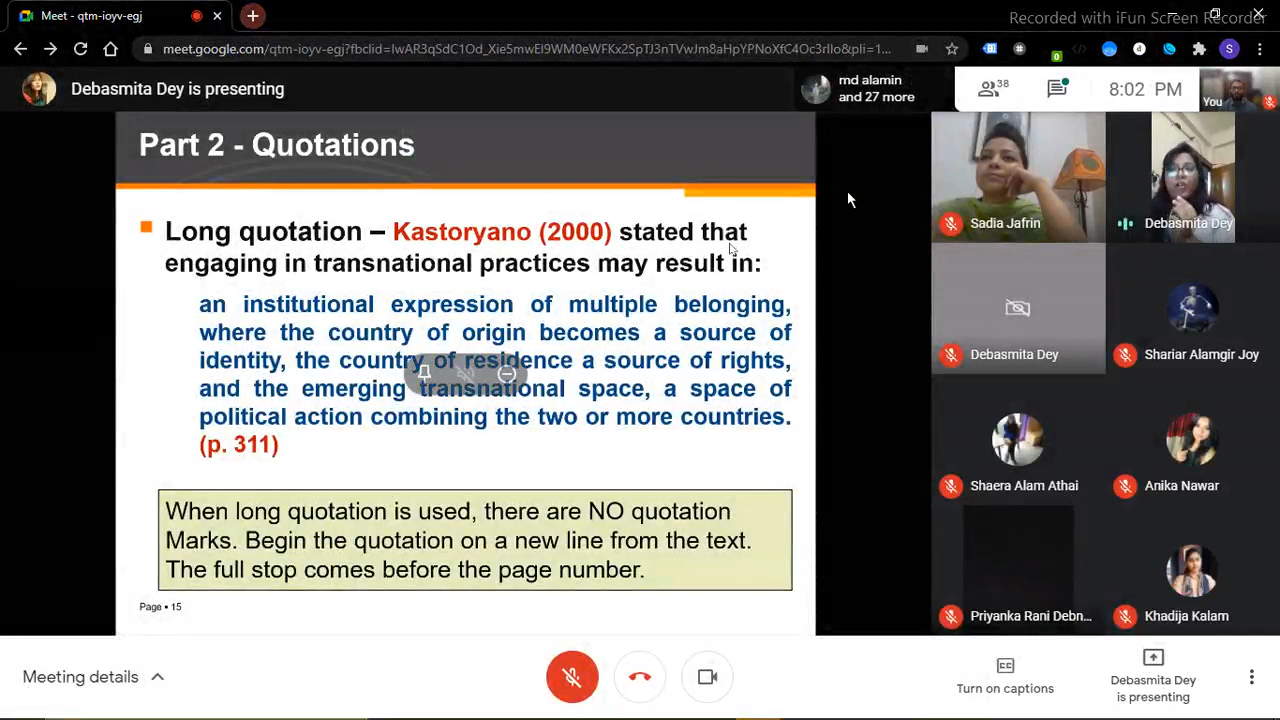 Meet - qtm-ioyv-egj
Recorded with iFun Screen Recorder
meet.google.com/qtm-ioyv-egj?fbclid=IwAR3qSdC1Od_Xie5mwEl9WM0eWFKx2SpTJ3nTVwJm8aHpYPNoXfC4Oc3rIIo&pli=1...
0
S
Debasmita Dey is presenting
md alamin
and 27 more
38
8:02 PM
You
Part 2 - Quotations
Long quotation – Kastoryano (2000) stated that
engaging in transnational practices may result in:
an institutional expression of multiple belonging,
where the country of origin becomes a source of
identity, the country of residence a source of rights,
and the emerging transnational space, a space of
political action combining the two or more countries.
(p. 311)
When long quotation is used, there are NO quotation
Marks. Begin the quotation on a new line from the text.
The full stop comes before the page number.
Page ▪ 15
Sadia Jafrin
Debasmita Dey
Debasmita Dey
Shariar Alamgir Joy
Shaera Alam Athai
Anika Nawar
Priyanka Rani Debn...
Khadija Kalam
Meeting details
CC
Turn on captions
Debasmita Dey
is presenting